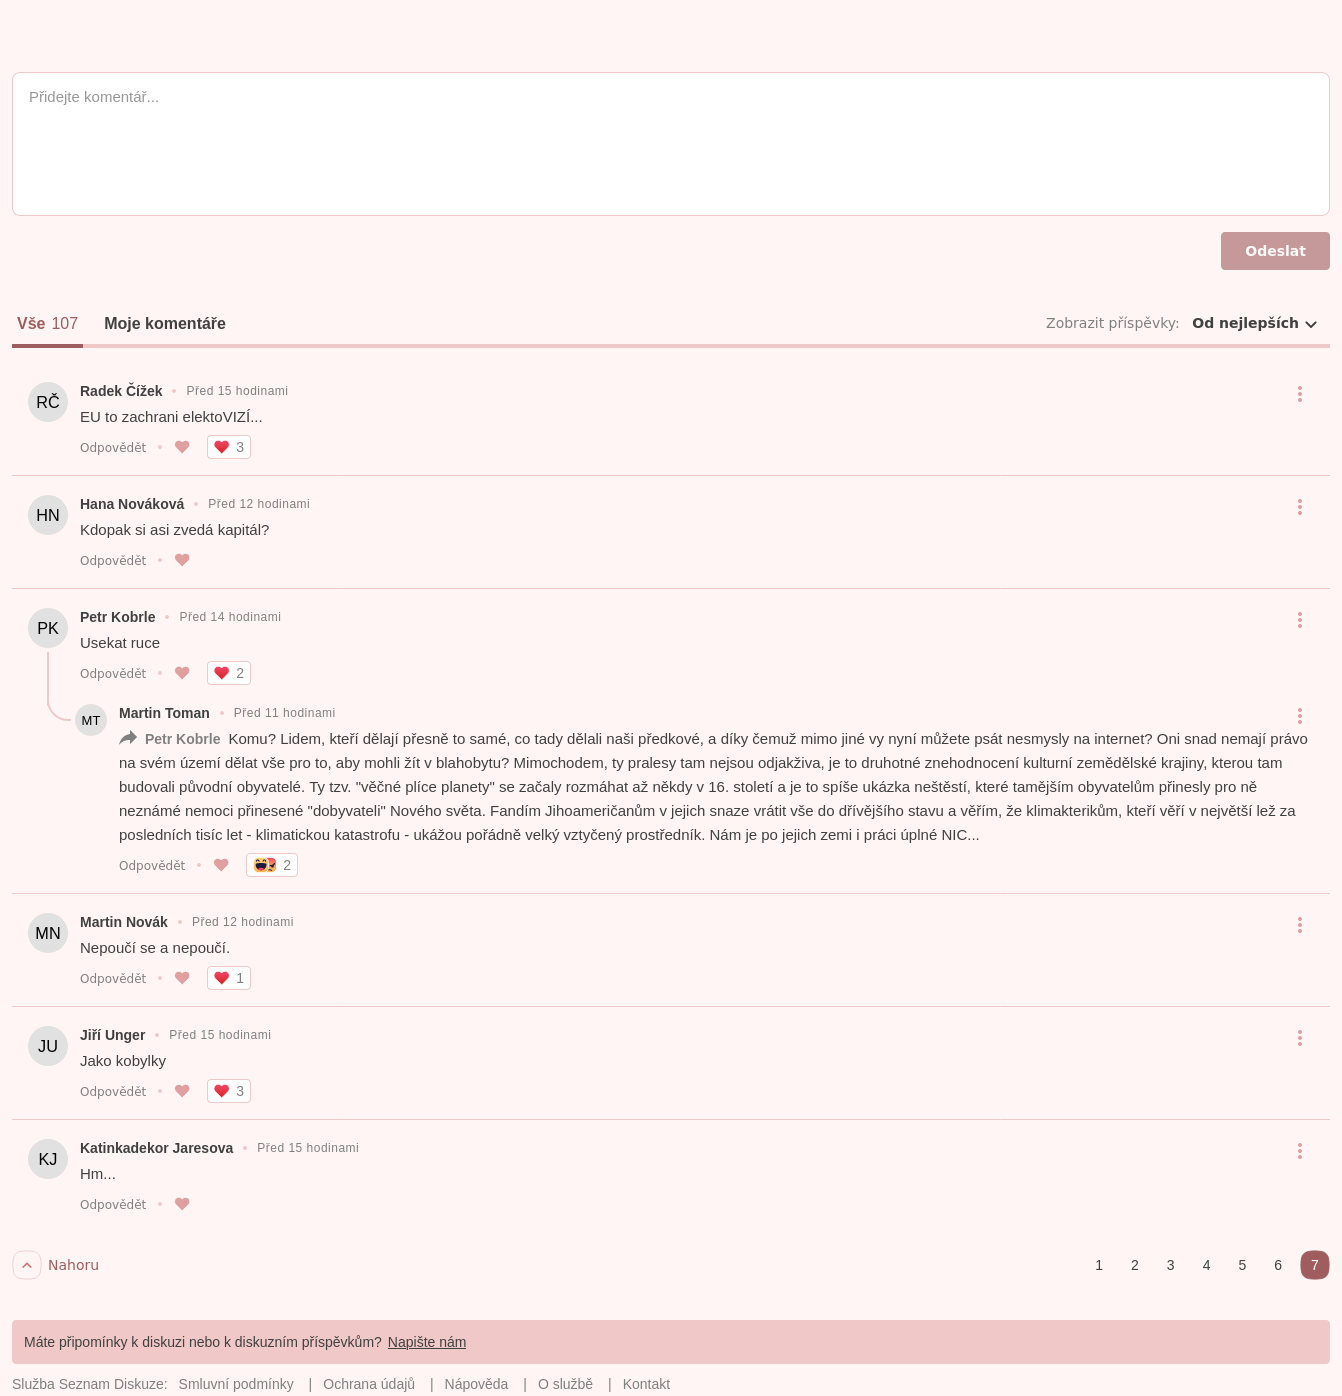 Přidejte komentář...
Odeslat
Vše 107 Moje komentáře Zobrazit příspěvky: Od nejlepších
RČ Radek Čížek • Před 15 hodinami
EU to zachrani elektoVIZÍ...
Odpovědět • 3
HN Hana Nováková • Před 12 hodinami
Kdopak si asi zvedá kapitál?
Odpovědět •
PK Petr Kobrle • Před 14 hodinami
Usekat ruce
Odpovědět • 2
MT Martin Toman • Před 11 hodinami
Petr Kobrle Komu? Lidem, kteří dělají přesně to samé, co tady dělali naši předkové, a díky čemuž mimo jiné vy nyní můžete psát nesmysly na internet? Oni snad nemají právo
na svém území dělat vše pro to, aby mohli žít v blahobytu? Mimochodem, ty pralesy tam nejsou odjakživa, je to druhotné znehodnocení kulturní zemědělské krajiny, kterou tam
budovali původní obyvatelé. Ty tzv. "věčné plíce planety" se začaly rozmáhat až někdy v 16. století a je to spíše ukázka neštěstí, které tamějším obyvatelům přinesly pro ně
neznámé nemoci přinesené "dobyvateli" Nového světa. Fandím Jihoameričanům v jejich snaze vrátit vše do dřívějšího stavu a věřím, že klimakterikům, kteří věří v největší lež za
posledních tisíc let - klimatickou katastrofu - ukážou pořádně velký vztyčený prostředník. Nám je po jejich zemi i práci úplné NIC...
Odpovědět • 2
MN Martin Novák • Před 12 hodinami
Nepoučí se a nepoučí.
Odpovědět • 1
JU Jiří Unger • Před 15 hodinami
Jako kobylky
Odpovědět • 3
KJ Katinkadekor Jaresova • Před 15 hodinami
Hm...
Odpovědět •
Nahoru 1 2 3 4 5 6 7
Máte připomínky k diskuzi nebo k diskuzním příspěvkům? Napište nám
Služba Seznam Diskuze: Smluvní podmínky | Ochrana údajů | Nápověda | O službě | Kontakt